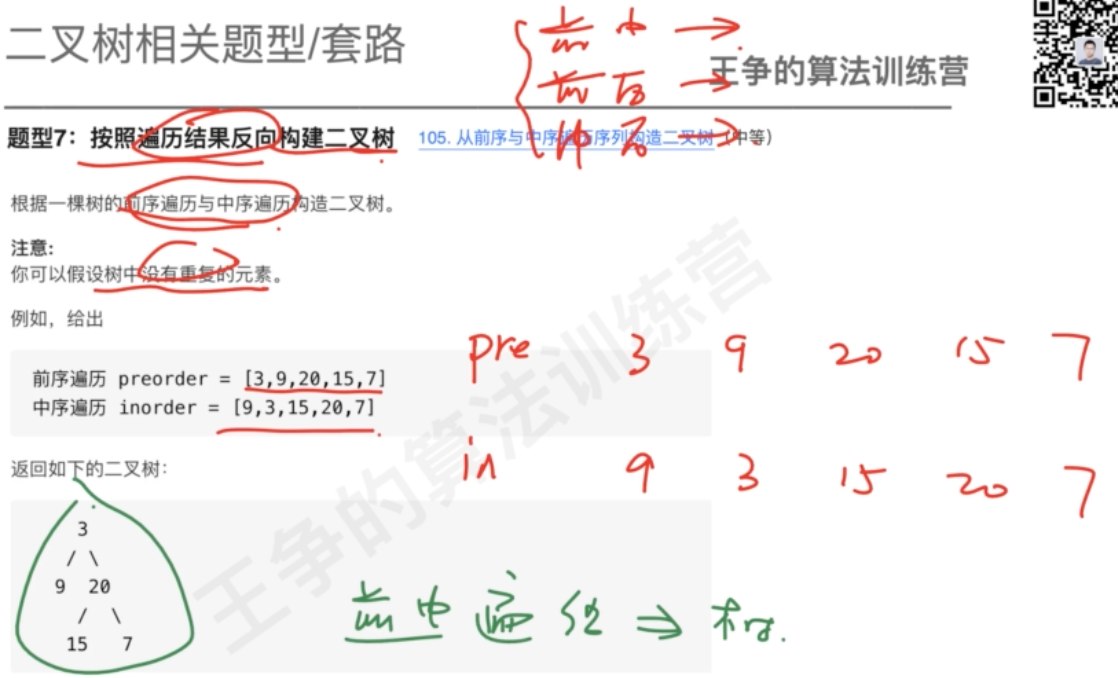 二叉树相关题型/套路
前 中 →
前 后 →
中 后 →
王争的算法训练营
题型7：按照遍历结果反向构建二叉树 105. 从前序与中序遍历序列构造二叉树（中等）
根据一棵树的前序遍历与中序遍历构造二叉树。
注意:
你可以假设树中没有重复的元素。
例如，给出
pre 3 9 20 15 7
前序遍历 preorder = [3,9,20,15,7]
中序遍历 inorder = [9,3,15,20,7]
in 9 3 15 20 7
返回如下的二叉树：
3
/ \
9 20
/ \
15 7
前中遍历 ⇒ 树.
王争的算法训练营